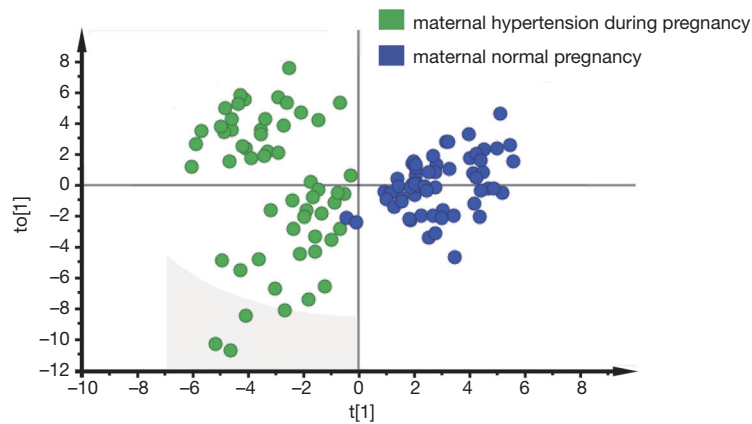 maternal hypertension during pregnancy
maternal normal pregnancy
8
6
4
2
0
−2
−4
−6
−8
−10
−12
to[1]
−10 −8 −6 −4 −2 0 2 4 6 8
t[1]